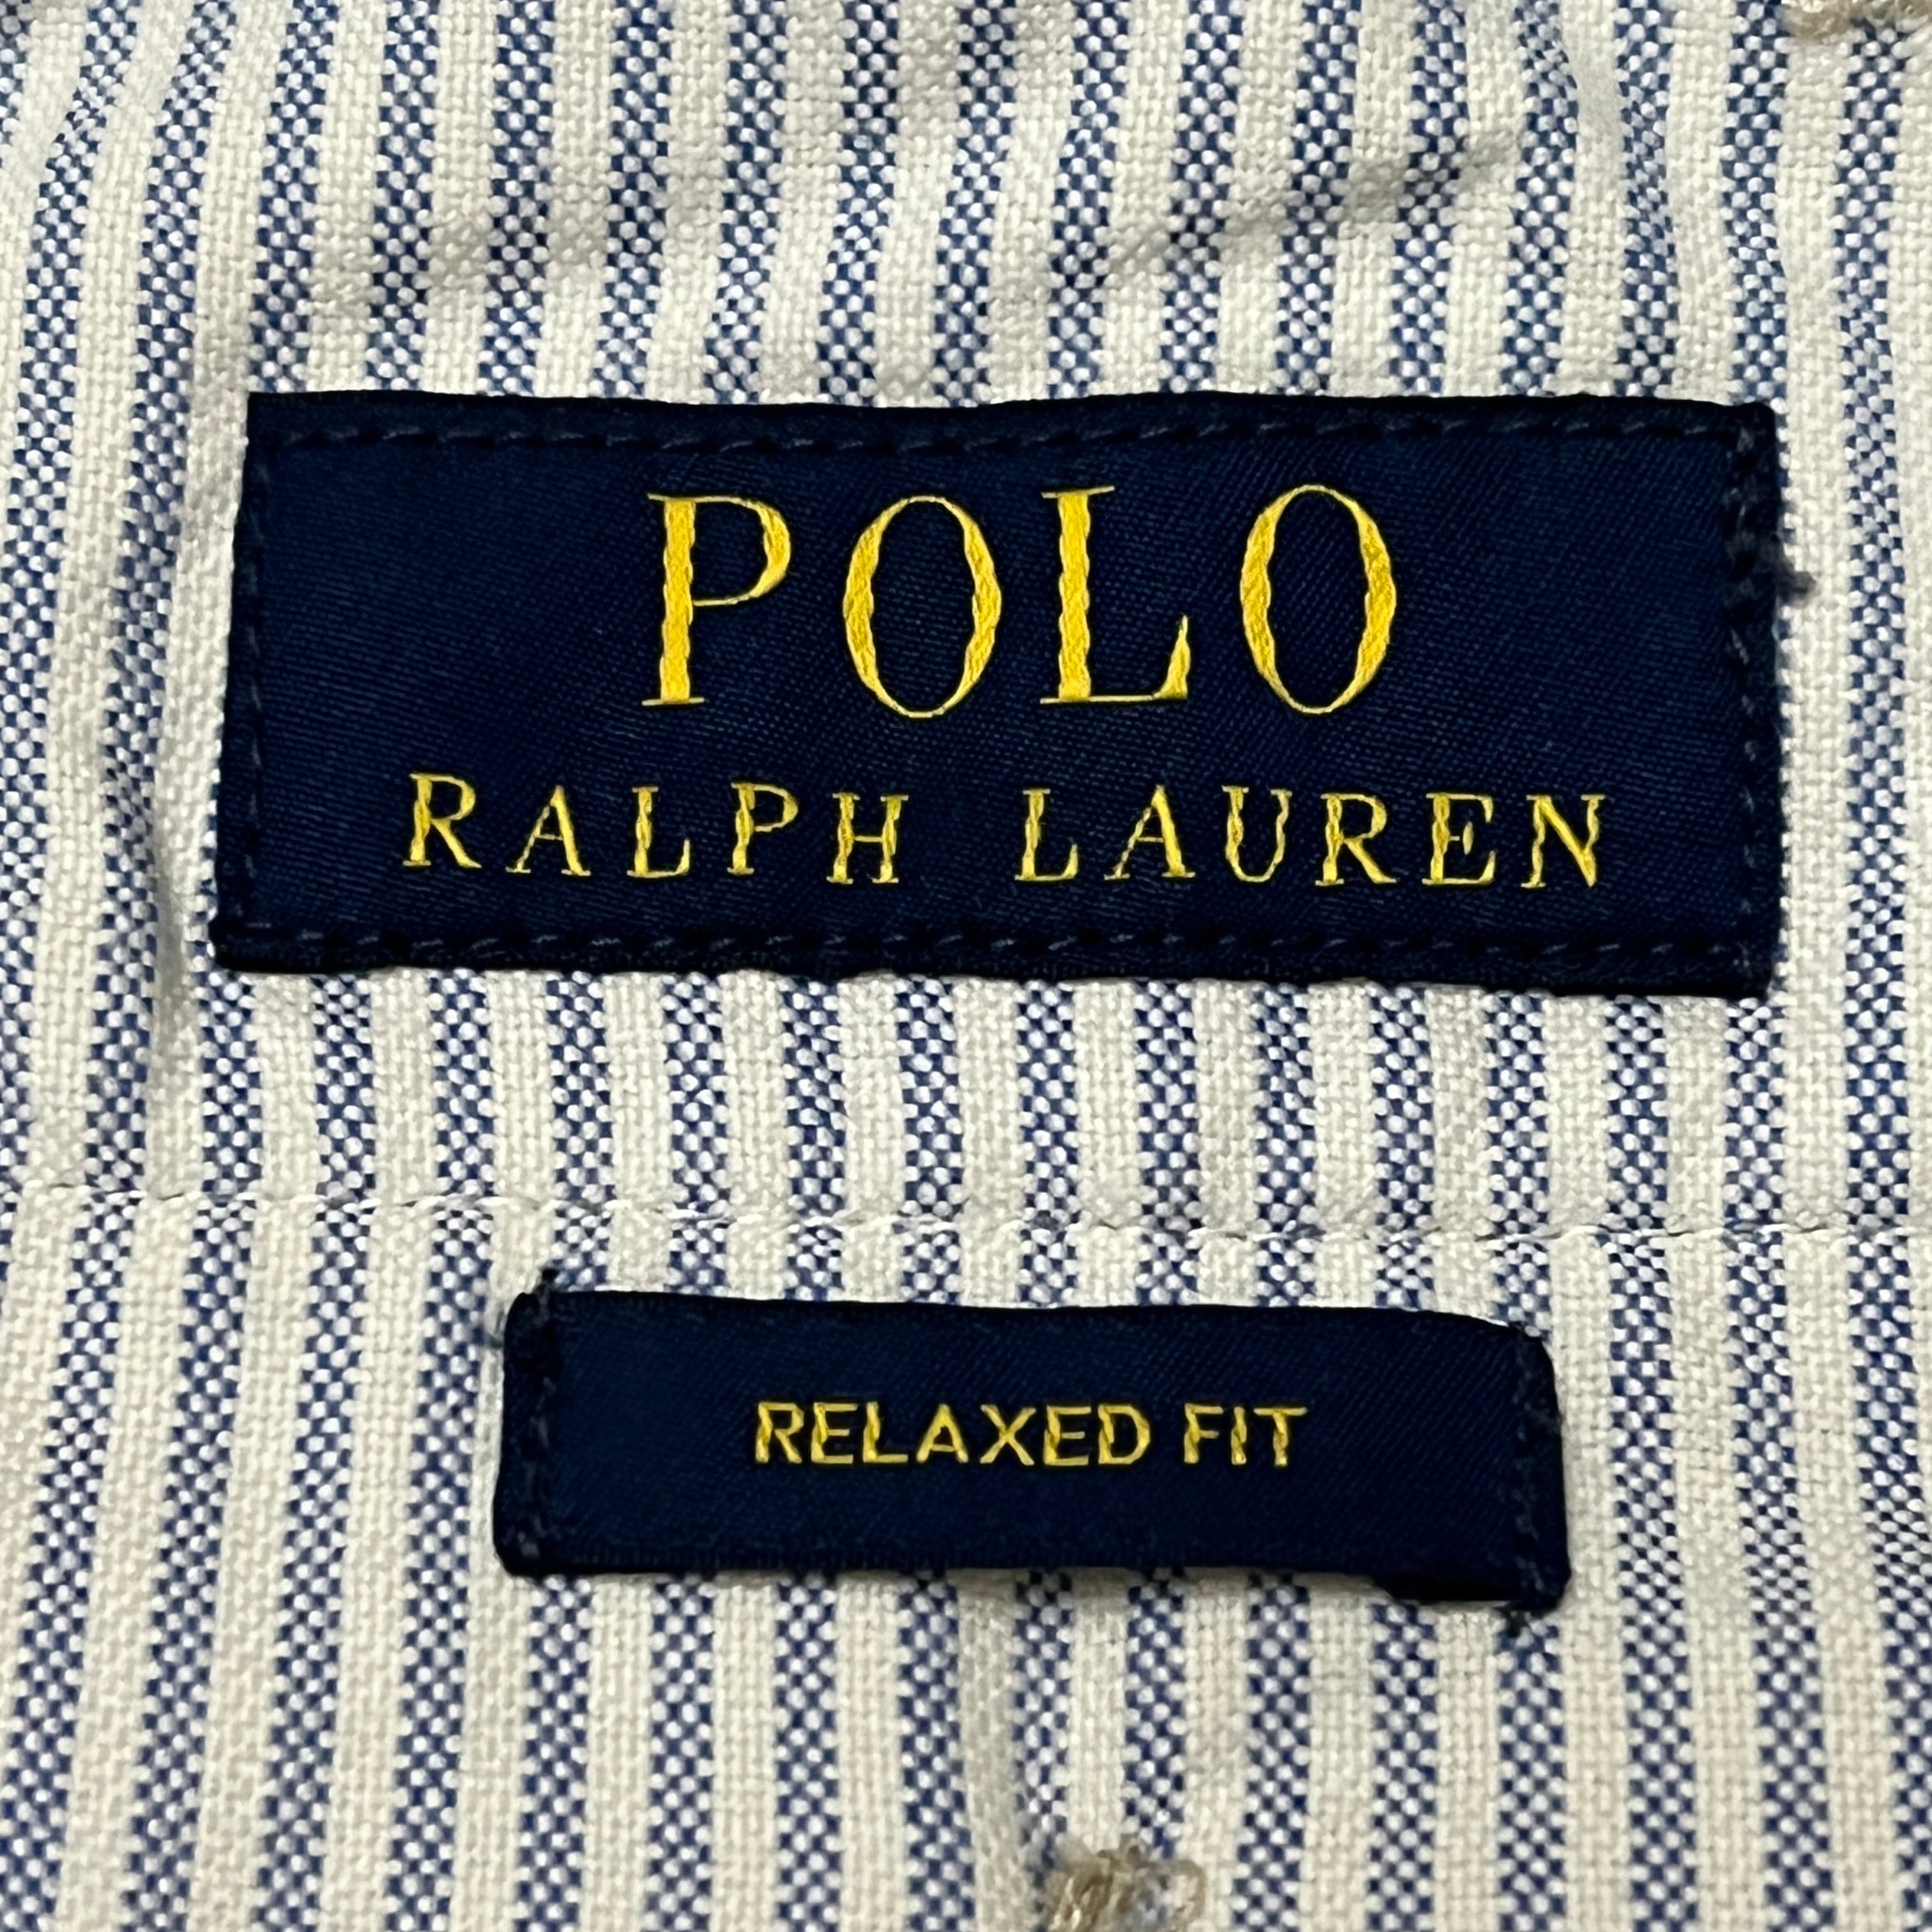 POLO
RALPH LAUREN
RELAXED FIT